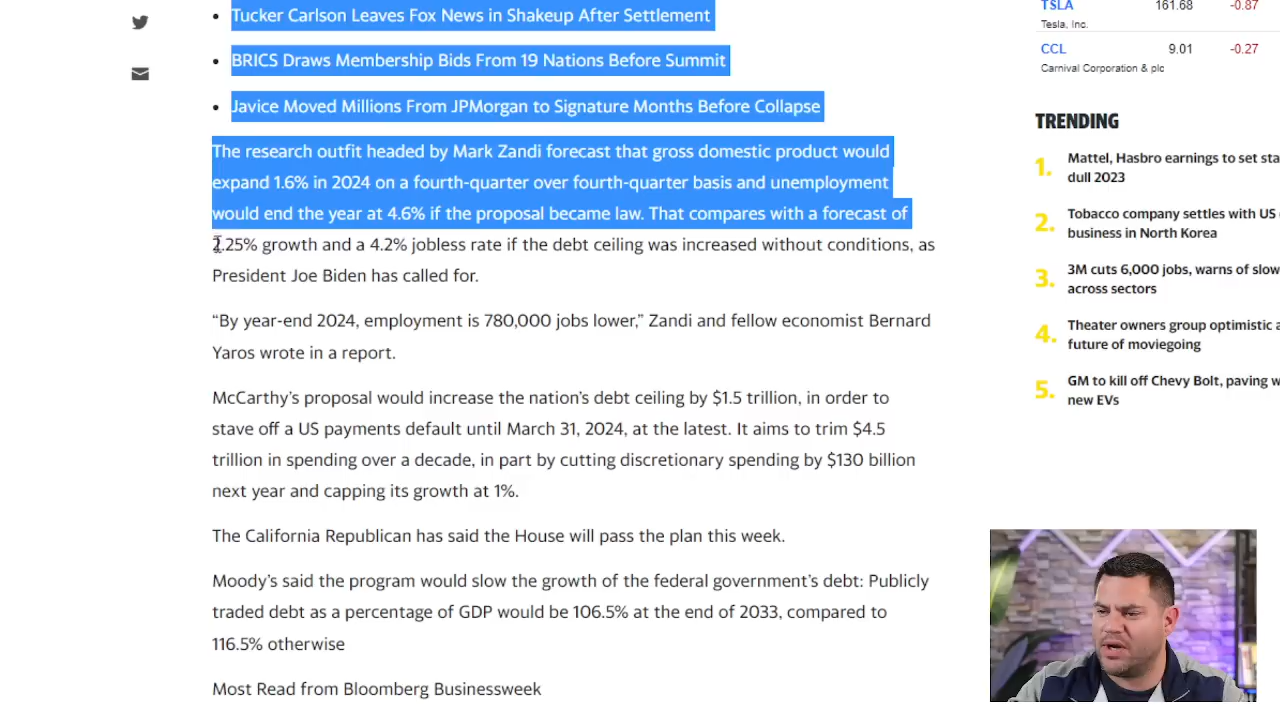 Tucker Carlson Leaves Fox News in Shakeup After Settlement
BRICS Draws Membership Bids From 19 Nations Before Summit
Javice Moved Millions From JPMorgan to Signature Months Before Collapse
The research outfit headed by Mark Zandi forecast that gross domestic product would
expand 1.6% in 2024 on a fourth-quarter over fourth-quarter basis and unemployment
would end the year at 4.6% if the proposal became law. That compares with a forecast of
2.25% growth and a 4.2% jobless rate if the debt ceiling was increased without conditions, as
President Joe Biden has called for.
“By year-end 2024, employment is 780,000 jobs lower,” Zandi and fellow economist Bernard
Yaros wrote in a report.
McCarthy’s proposal would increase the nation’s debt ceiling by $1.5 trillion, in order to
stave off a US payments default until March 31, 2024, at the latest. It aims to trim $4.5
trillion in spending over a decade, in part by cutting discretionary spending by $130 billion
next year and capping its growth at 1%.
The California Republican has said the House will pass the plan this week.
Moody’s said the program would slow the growth of the federal government’s debt: Publicly
traded debt as a percentage of GDP would be 106.5% at the end of 2033, compared to
116.5% otherwise
Most Read from Bloomberg Businessweek
TSLA 161.68 -0.87
Tesla, Inc.
CCL 9.01 -0.27
Carnival Corporation & plc
TRENDING
1. Mattel, Hasbro earnings to set
dull 2023
2. Tobacco company settles with US
business in North Korea
3. 3M cuts 6,000 jobs, warns of slow
across sectors
4. Theater owners group optimistic
future of moviegoing
5. GM to kill off Chevy Bolt, paving
new EVs